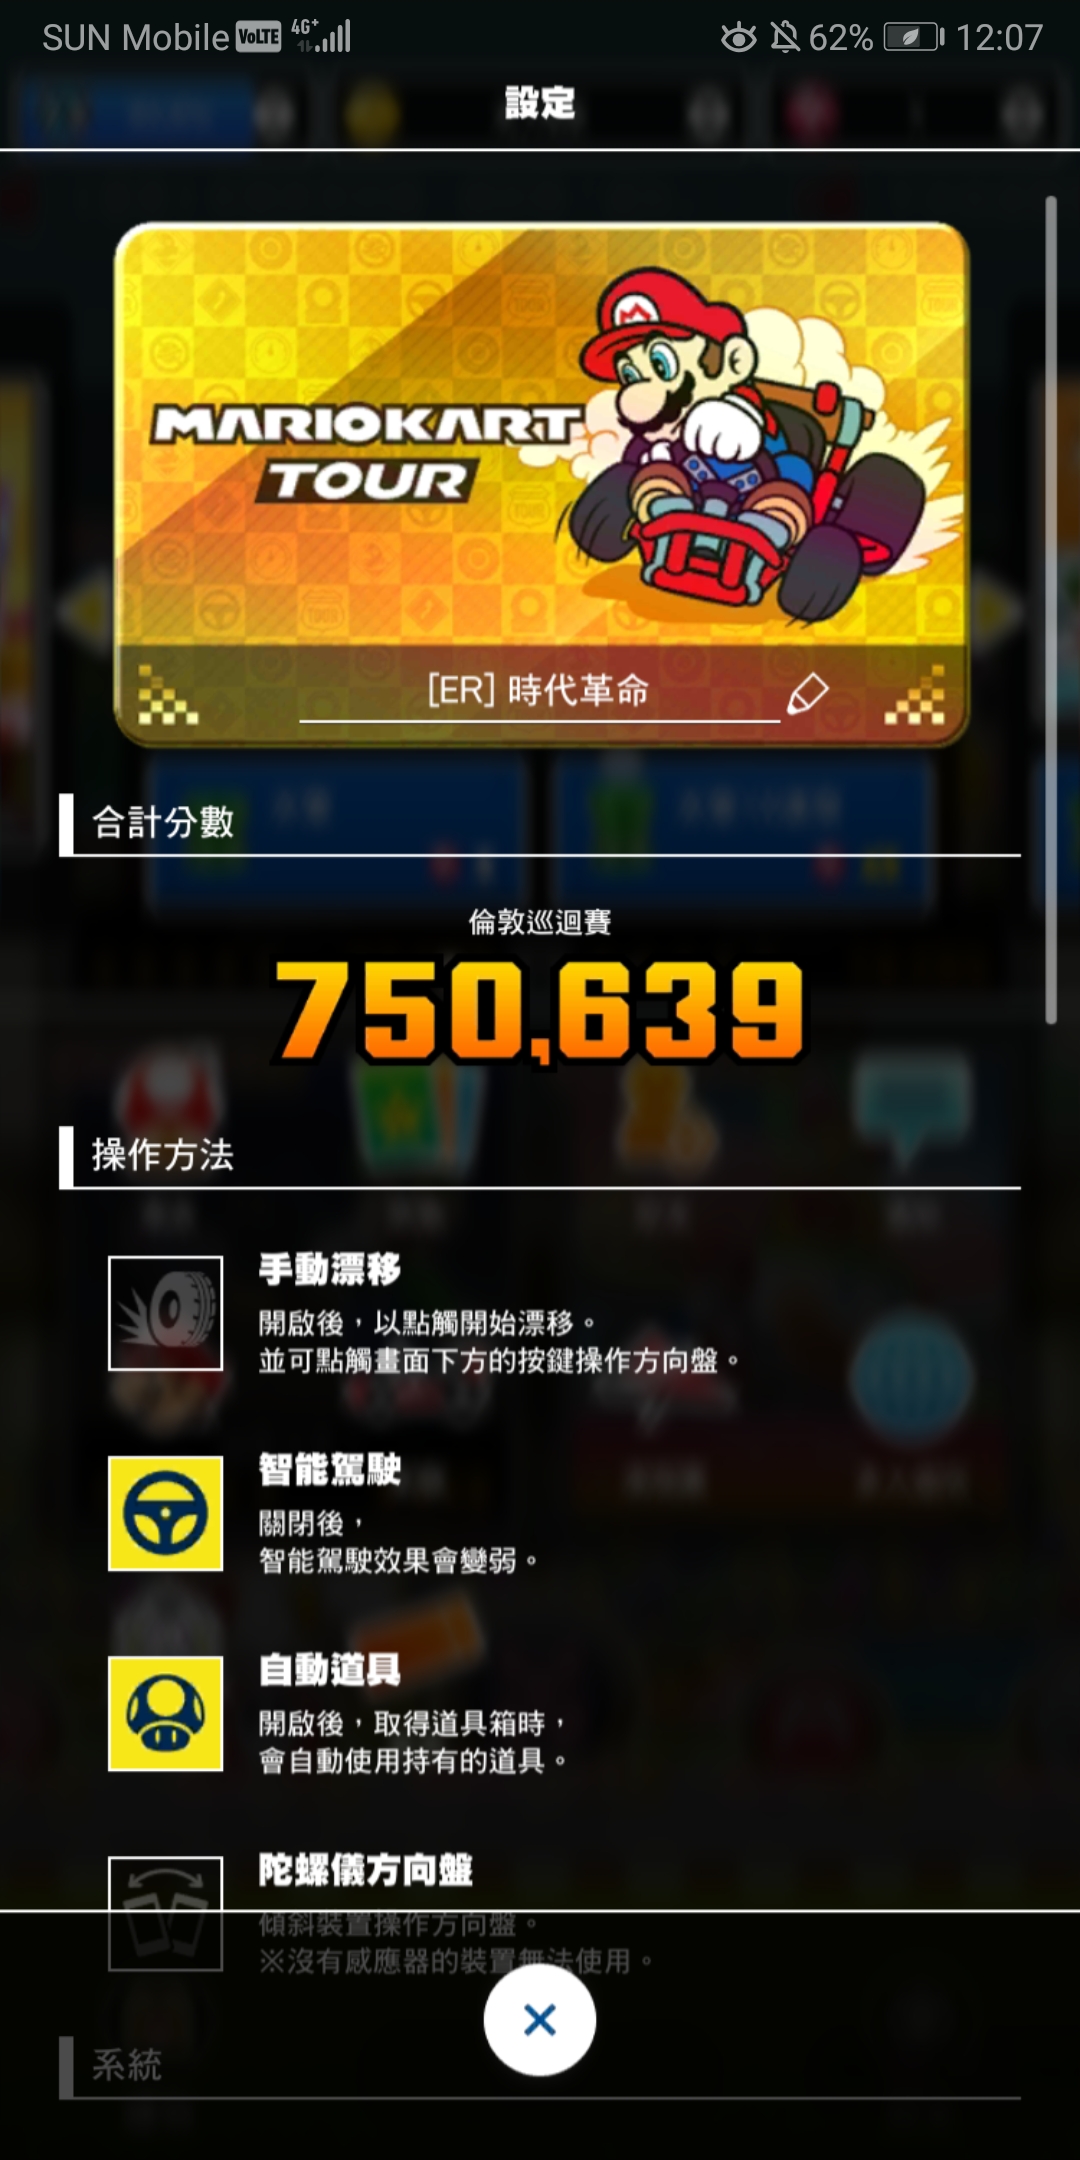 SUN Mobile VoLTE 4G+ 62% 12:07
設定
MARIOKART
TOUR
[ER] 時代革命
合計分數
倫敦巡迴賽
750,639
操作方法
手動漂移
開啟後，以點觸開始漂移。
並可點觸畫面下方的按鍵操作方向盤。
智能駕駛
關閉後，
智能駕駛效果會變弱。
自動道具
開啟後，取得道具箱時，
會自動使用持有的道具。
陀螺儀方向盤
傾斜裝置操作方向盤。
※沒有感應器的裝置無法使用。
系統